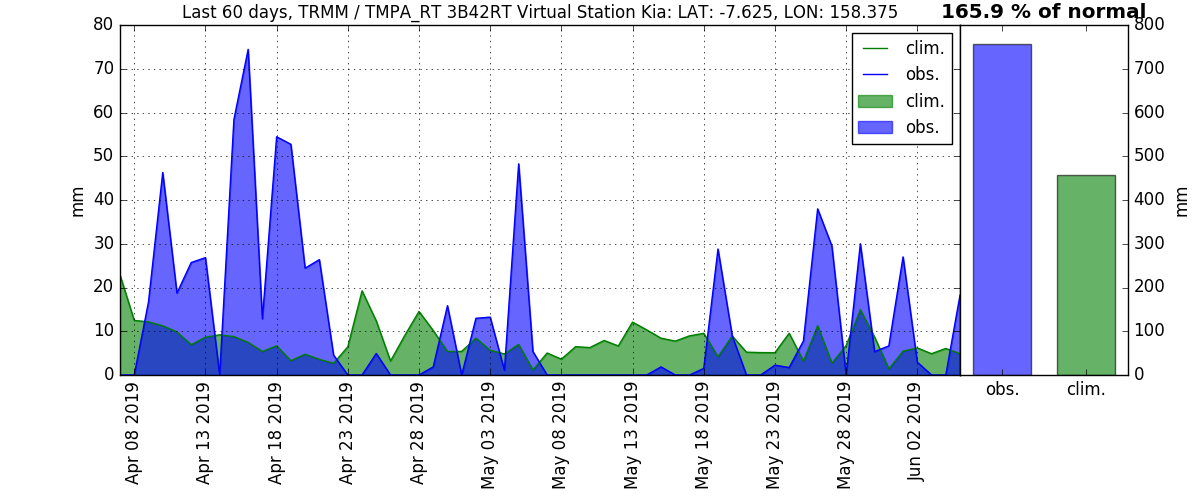 Last 60 days, TRMM / TMPA_RT 3B42RT Virtual Station Kia: LAT: -7.625, LON: 158.375
165.9 % of normal
80
70
60
50
40
30
20
10
0
mm
clim.
obs.
clim.
obs.
800
700
600
500
400
300
200
100
0
mm
obs.
clim.
Apr 08 2019
Apr 13 2019
Apr 18 2019
Apr 23 2019
Apr 28 2019
May 03 2019
May 08 2019
May 13 2019
May 18 2019
May 23 2019
May 28 2019
Jun 02 2019